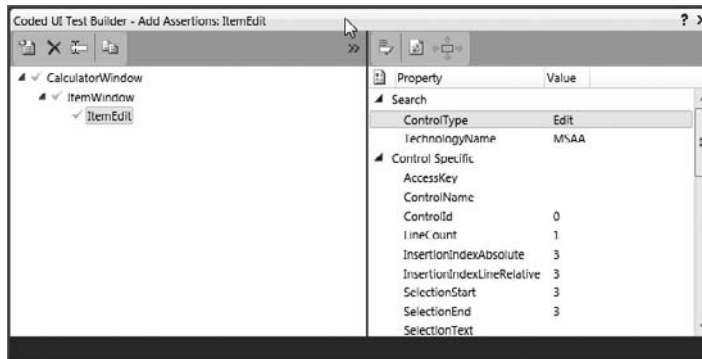 Coded UI Test Builder - Add Assertions: ItemEdit
CalculatorWindow
ItemWindow
ItemEdit
Property Value
Search
ControlType Edit
TechnologyName MSAA
Control Specific
AccessKey
ControlName
ControlId 0
LineCount 1
InsertionIndexAbsolute 3
InsertionIndexLineRelative 3
SelectionStart 3
SelectionEnd 3
SelectionText